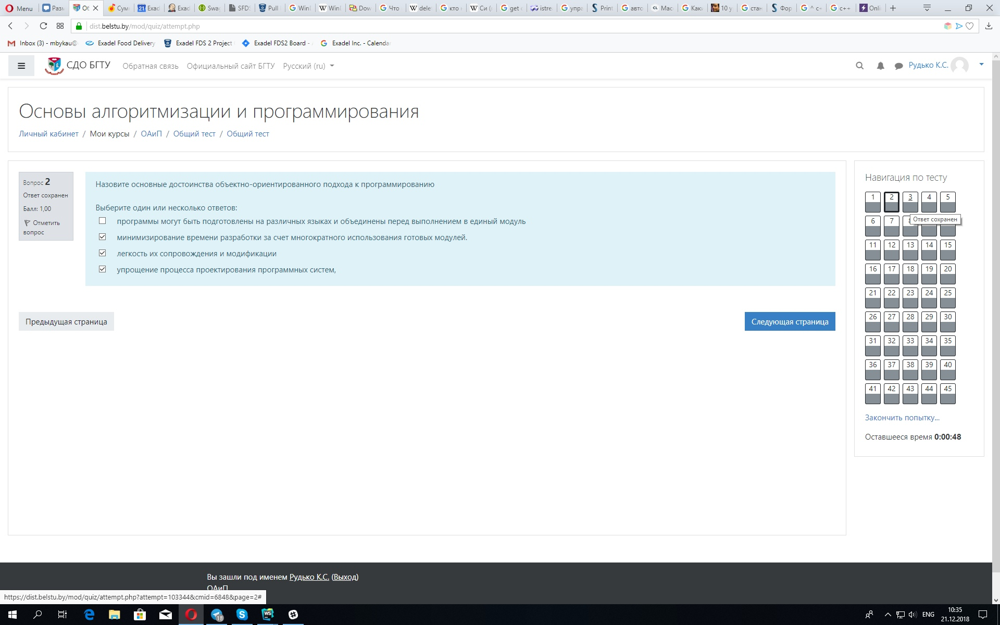 Menu
Разм
Об
Сум
21 Exad
Exad
Swag
SFDS
Pull
Win
Win
Dow
Что
dele
кто
Си (
get c
istre
упра
Print
авто
Mac
Как
10 у
стан
Фор
^ c+
c++
Onli
dist.belstu.by/mod/quiz/attempt.php
Inbox (3) - mbykau@
Exadel Food Delivery
Exadel FDS 2 Project
Exadel FDS2 Board -
Exadel Inc. - Calenda
СДО БГТУ
Обратная связь
Официальный сайт БГТУ
Русский (ru)
Рудько К.С.
Основы алгоритмизации и программирования
Личный кабинет / Мои курсы / ОАиП / Общий тест / Общий тест
Вопрос 2
Ответ сохранен
Балл: 1,00
Отметить
вопрос
Назовите основные достоинства объектно-ориентированного подхода к программированию
Выберите один или несколько ответов:
программы могут быть подготовлены на различных языках и объединены перед выполнением в единый модуль
минимизирование времени разработки за счет многократного использования готовых модулей.
легкость их сопровождения и модификации
упрощение процесса проектирования программных систем,
Предыдущая страница
Следующая страница
Навигация по тесту
1 2 3 4 5
6 7
Ответ сохранен
11 12 13 14 15
16 17 18 19 20
21 22 23 24 25
26 27 28 29 30
31 32 33 34 35
36 37 38 39 40
41 42 43 44 45
Закончить попытку...
Оставшееся время 0:00:48
Вы зашли под именем Рудько К.С. (Выход)
ОАиП
https://dist.belstu.by/mod/quiz/attempt.php?attempt=103344&cmid=6848&page=2#
18
WS
ENG
10:35
21.12.2018